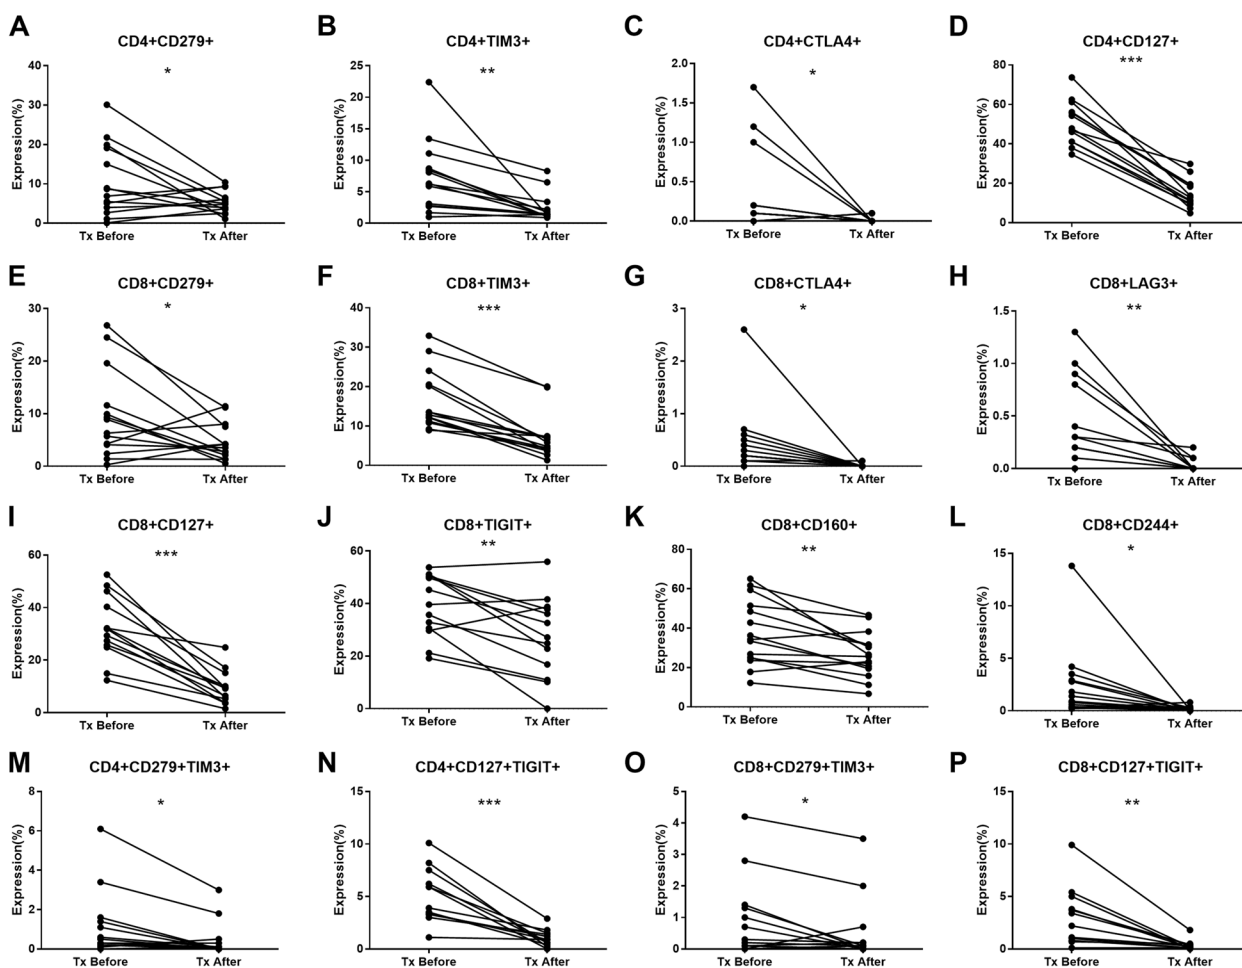 A
CD4+CD279+
*
Expression(%)
40
30
20
10
0
Tx Before
Tx After
B
CD4+TIM3+
**
Expression(%)
25
20
15
10
5
0
Tx Before
Tx After
C
CD4+CTLA4+
*
Expression(%)
2.0
1.5
1.0
0.5
0.0
Tx Before
Tx After
D
CD4+CD127+
***
Expression(%)
80
60
40
20
0
Tx Before
Tx After
E
CD8+CD279+
*
Expression(%)
30
20
10
0
Tx Before
Tx After
F
CD8+TIM3+
***
Expression(%)
40
30
20
10
0
Tx Before
Tx After
G
CD8+CTLA4+
*
Expression(%)
3
2
1
0
Tx Before
Tx After
H
CD8+LAG3+
**
Expression(%)
1.5
1.0
0.5
0.0
Tx Before
Tx After
I
CD8+CD127+
***
Expression(%)
60
40
20
0
Tx Before
Tx After
J
CD8+TIGIT+
**
Expression(%)
60
40
20
0
Tx Before
Tx After
K
CD8+CD160+
**
Expression(%)
80
60
40
20
0
Tx Before
Tx After
L
CD8+CD244+
*
Expression(%)
15
10
5
0
Tx Before
Tx After
M
CD4+CD279+TIM3+
*
Expression(%)
8
6
4
2
0
Tx Before
Tx After
N
CD4+CD127+TIGIT+
***
Expression(%)
15
10
5
0
Tx Before
Tx After
O
CD8+CD279+TIM3+
*
Expression(%)
5
4
3
2
1
0
Tx Before
Tx After
P
CD8+CD127+TIGIT+
**
Expression(%)
15
10
5
0
Tx Before
Tx After